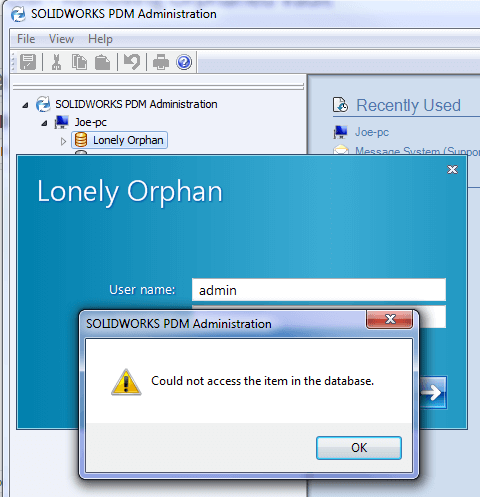 SOLIDWORKS PDM Administration
File View Help
SOLIDWORKS PDM Administration
Joe-pc
Lonely Orphan
Recently Used
Joe-pc
Message System (Suppor
Lonely Orphan
User name: admin
SOLIDWORKS PDM Administration
Could not access the item in the database.
OK